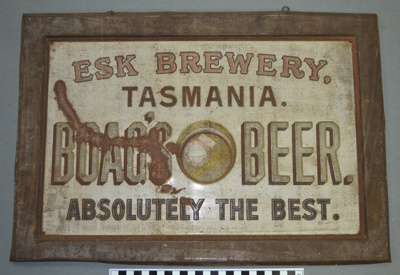 ESK BREWERY.
TASMANIA.
BOAG'S BEER.
ABSOLUTELY THE BEST.